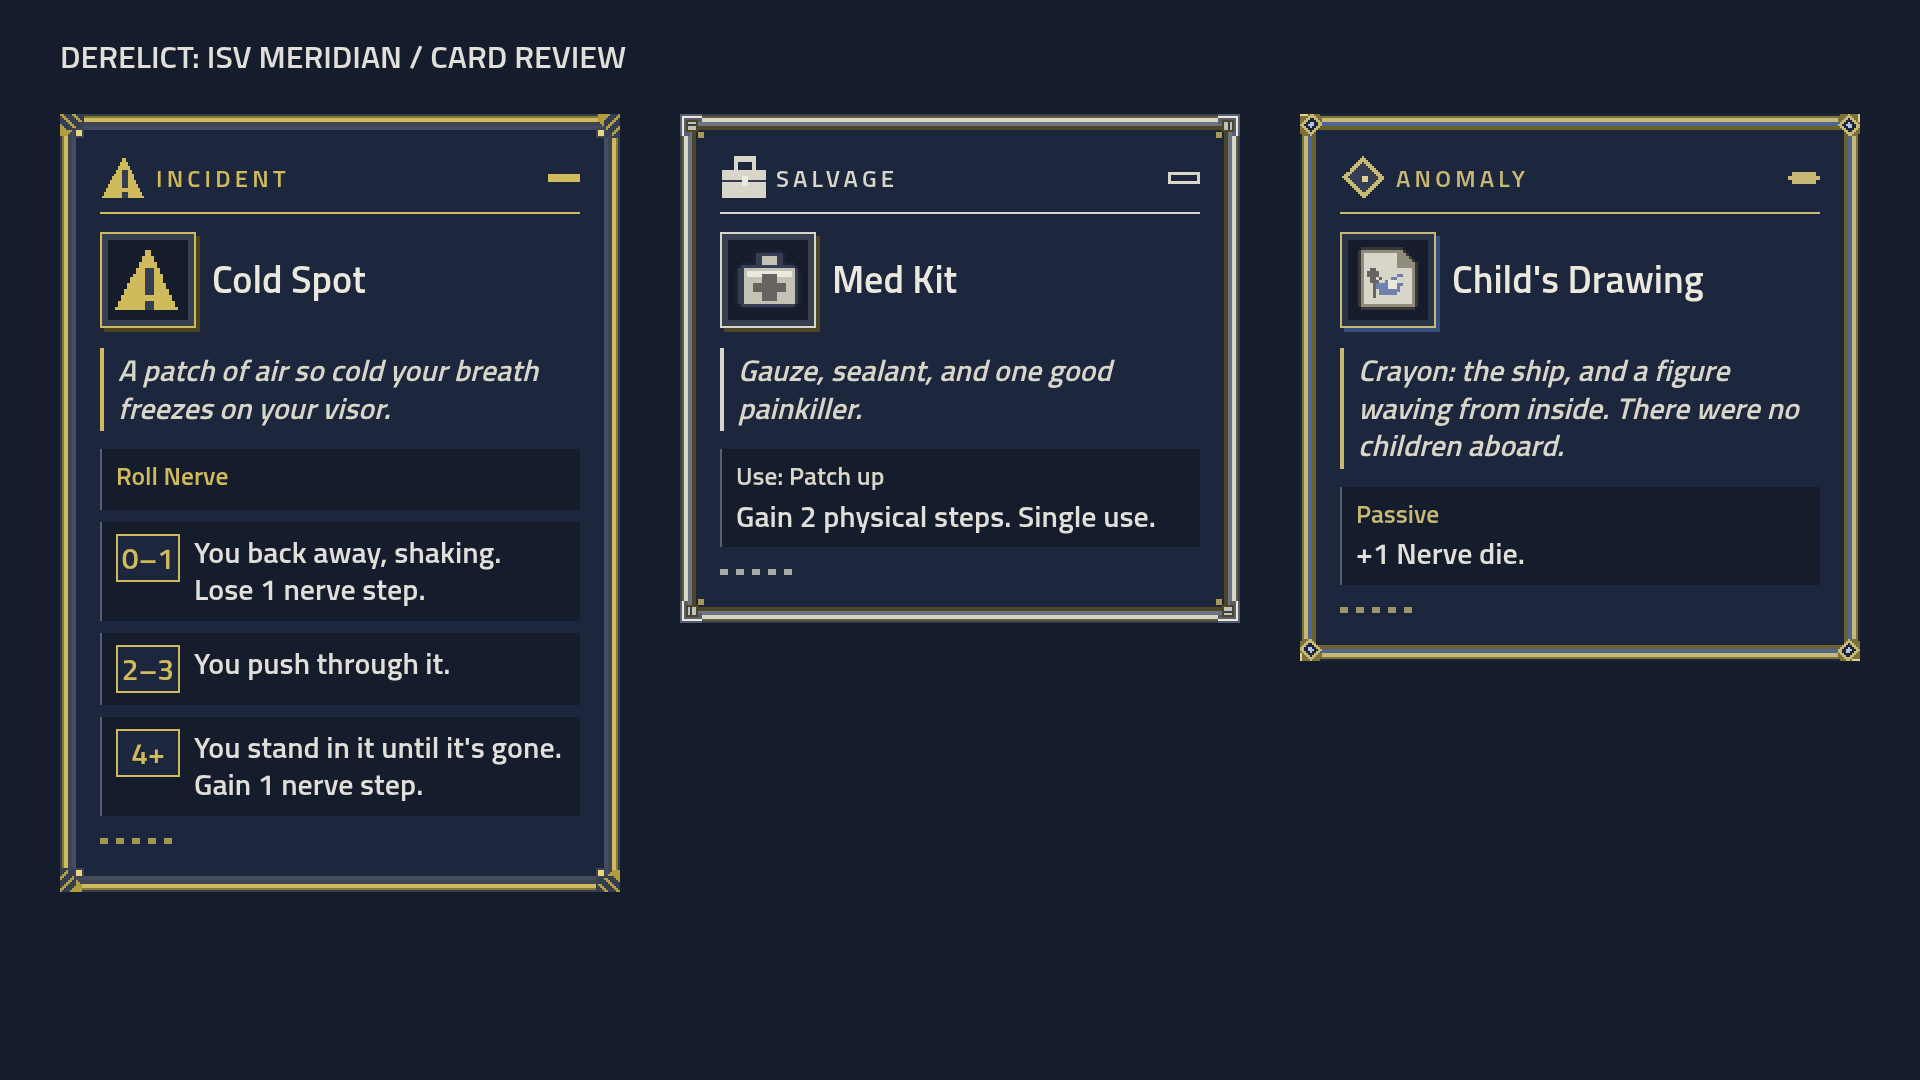 DERELICT: ISV MERIDIAN / CARD REVIEW
INCIDENT
Cold Spot
A patch of air so cold your breath
freezes on your visor.
Roll Nerve
0–1
You back away, shaking.
Lose 1 nerve step.
2–3
You push through it.
4+
You stand in it until it's gone.
Gain 1 nerve step.
SALVAGE
Med Kit
Gauze, sealant, and one good
painkiller.
Use: Patch up
Gain 2 physical steps. Single use.
ANOMALY
Child's Drawing
Crayon: the ship, and a figure
waving from inside. There were no
children aboard.
Passive
+1 Nerve die.